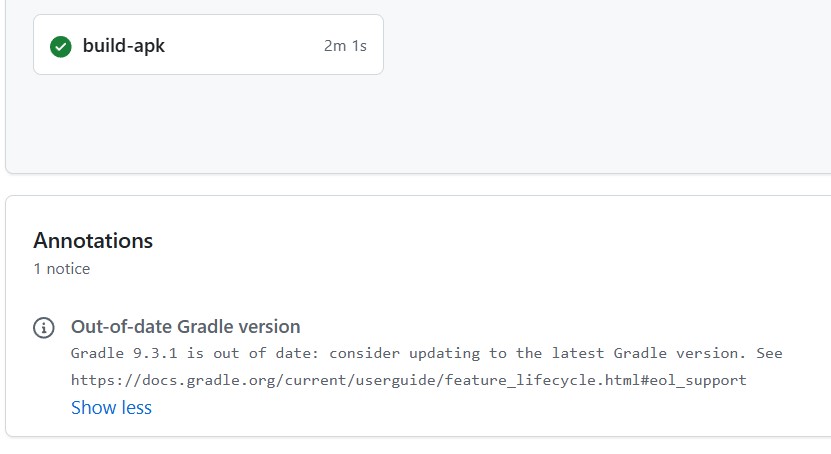 build-apk 2m 1s
Annotations
1 notice
Out-of-date Gradle version
Gradle 9.3.1 is out of date: consider updating to the latest Gradle version. See
https://docs.gradle.org/current/userguide/feature_lifecycle.html#eol_support
Show less